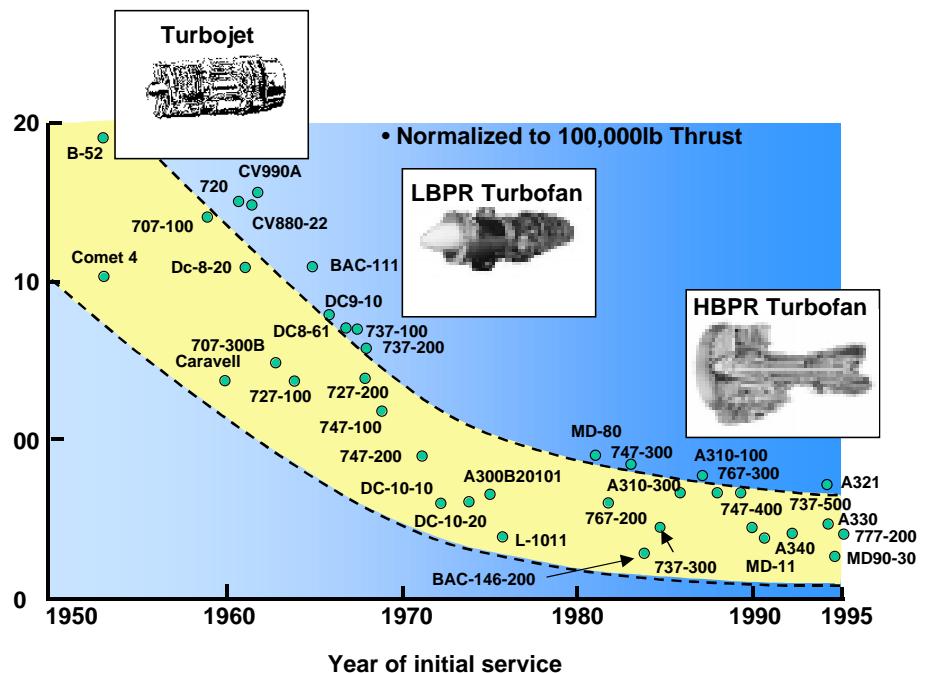 Turbojet
20
• Normalized to 100,000lb Thrust
B-52
CV990A
720
LBPR Turbofan
CV880-22
707-100
Comet 4
Dc-8-20
BAC-111
10
DC9-10
HBPR Turbofan
DC8-61
737-100
707-300B
737-200
Caravell
727-100
727-200
747-100
00
MD-80
747-300
A310-100
747-200
767-300
A300B20101
A310-300
A321
DC-10-10
747-400
737-500
DC-10-20
767-200
A330
777-200
L-1011
A340
MD90-30
737-300
MD-11
BAC-146-200
0
1950
1960
1970
1980
1990
1995
Year of initial service